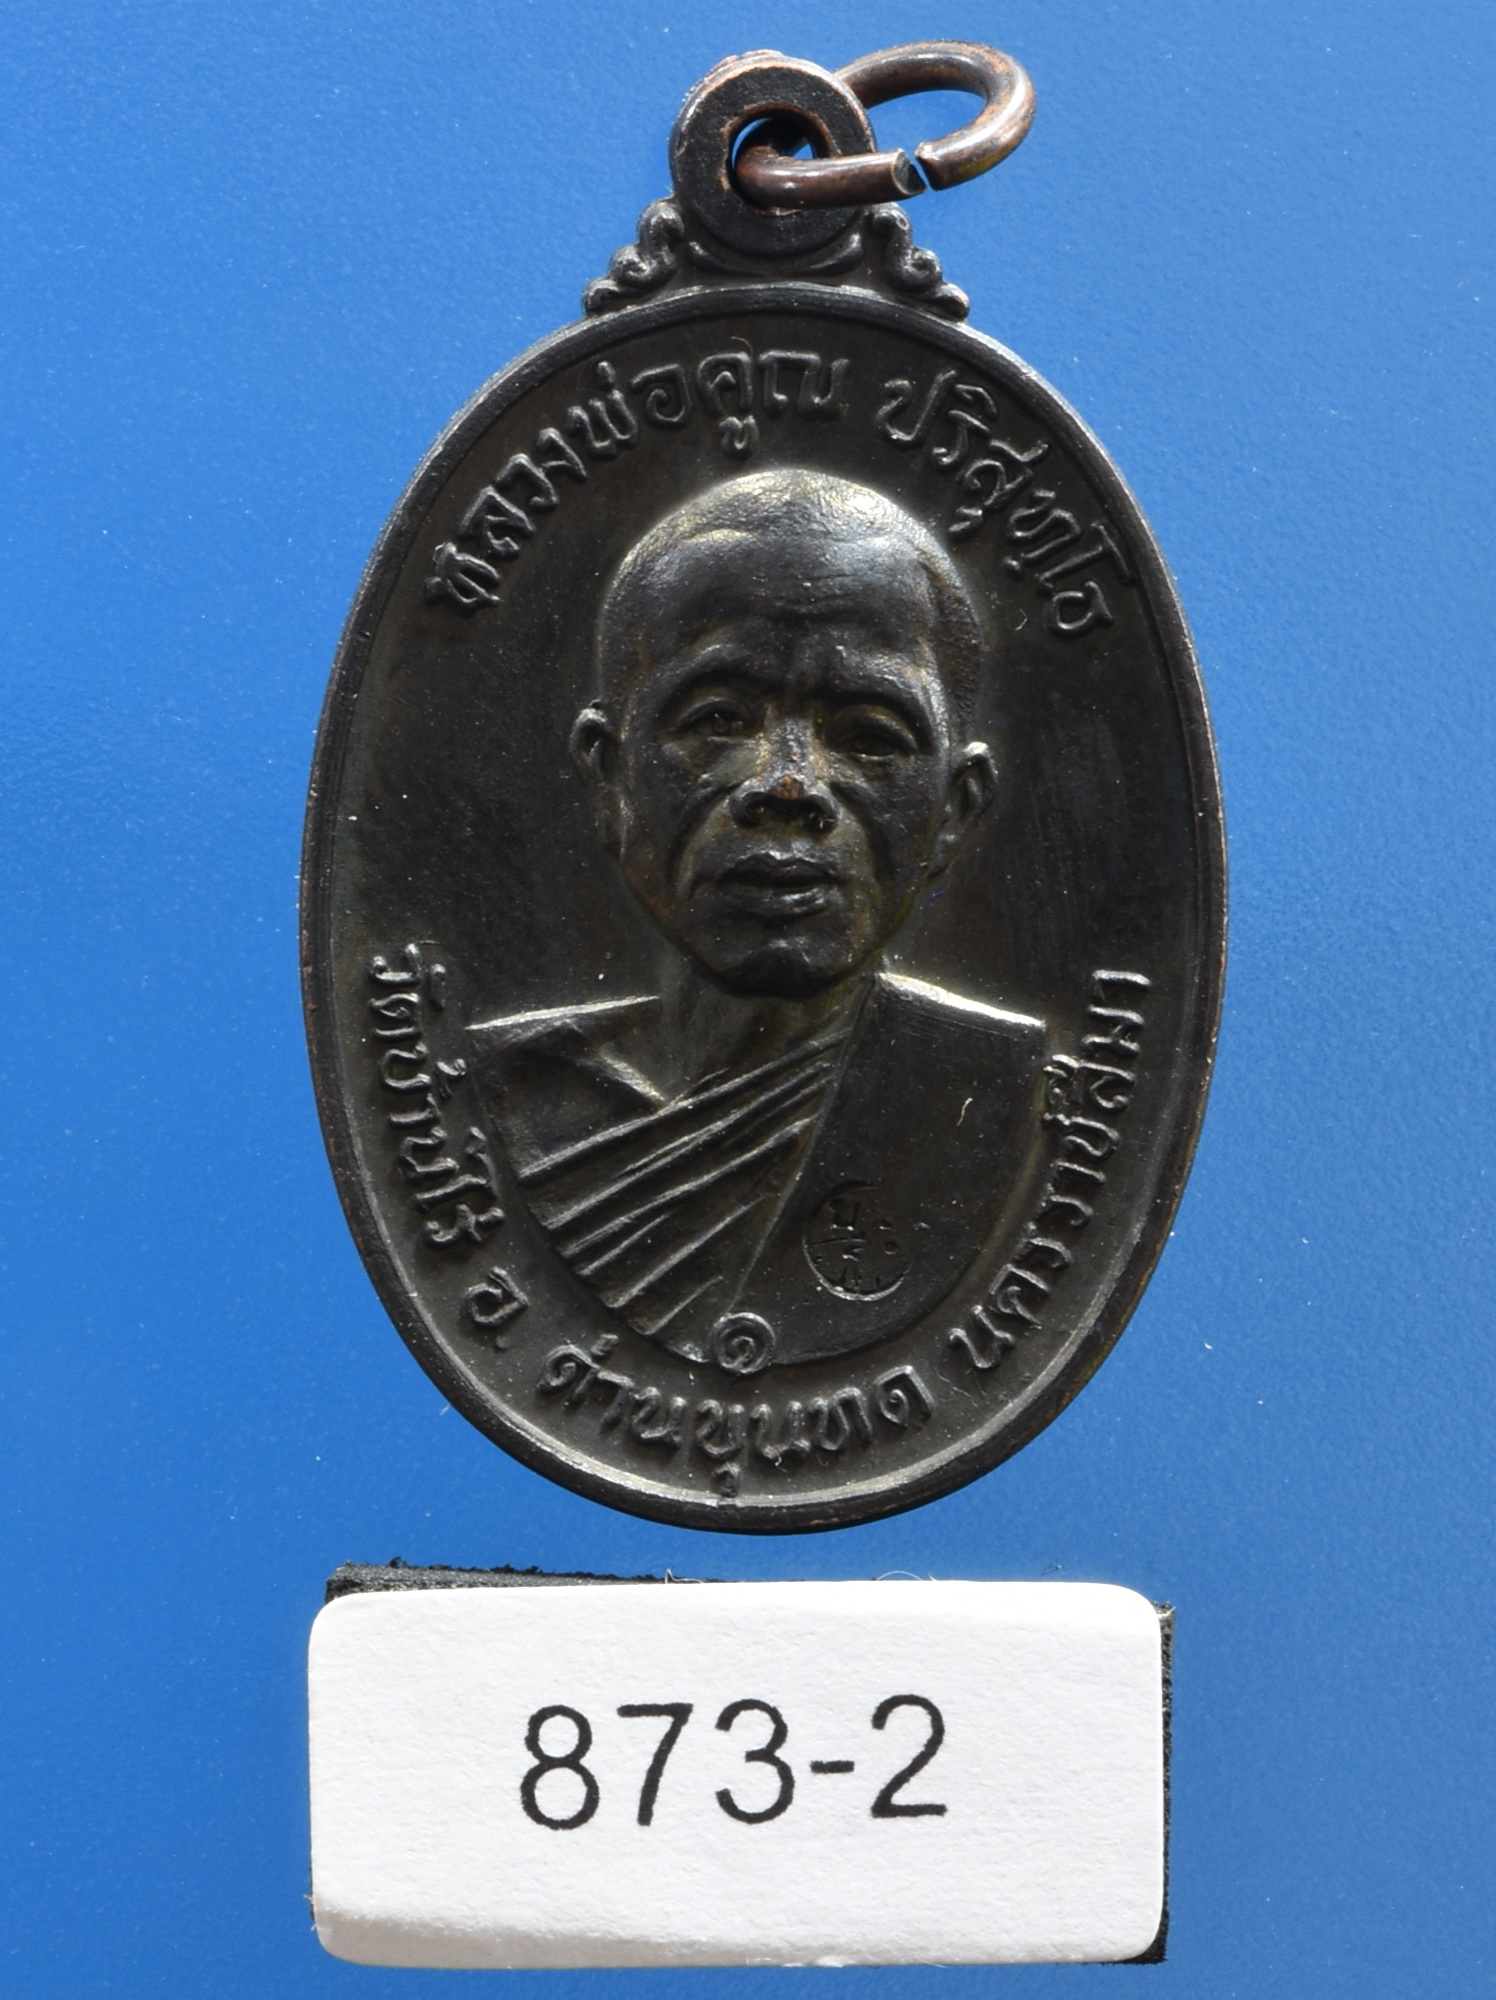 หลวงพ่อคูณ ปริสุทฺโธ
วัดบ้านไร่ อ. ด่านขุนทด นครราชสีมา
๑
873-2